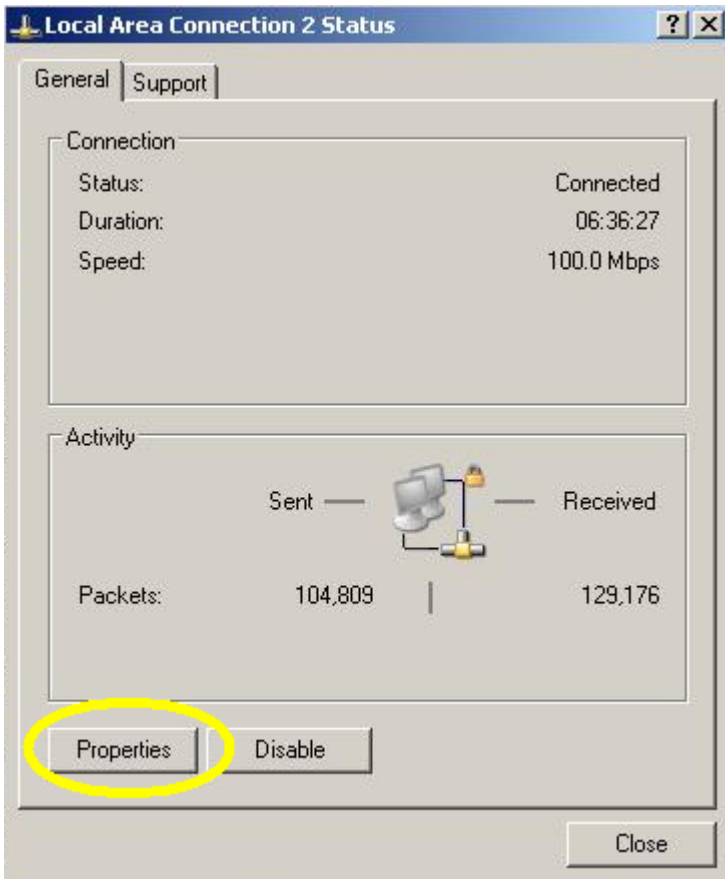 Local Area Connection 2 Status
General Support
Connection
Status: Connected
Duration: 06:36:27
Speed: 100.0 Mbps
Activity
Sent Received
Packets: 104,809 129,176
Properties Disable
Close